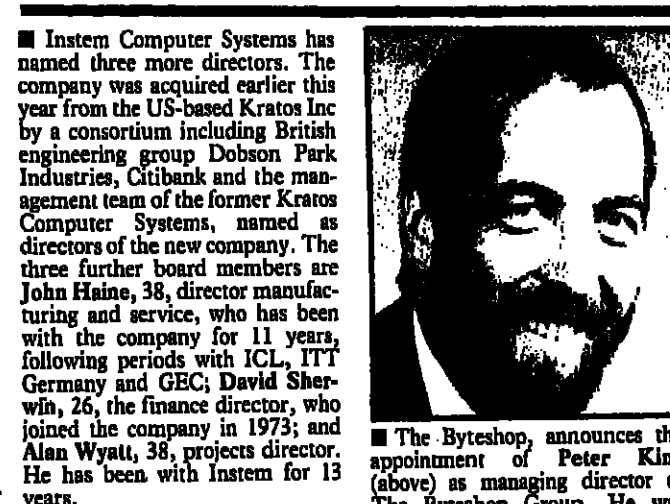 ■ Instem Computer Systems has
named three more directors. The
company was acquired earlier this
year from the US-based Kratos Inc
by a consortium including British
engineering group Dobson Park
Industries, Citibank and the man-
agement team of the former Kratos
Computer Systems, named as
directors of the new company. The
three further board members are
John Haine, 38, director manufac-
turing and service, who has been
with the company for 11 years,
following periods with ICL, ITT
Germany and GEC; David Sher-
win, 26, the finance director, who
joined the company in 1973; and
Alan Wyatt, 38, projects director.
He has been with Instem for 13
years.
■ The Byteshop, announces th
appointment of Peter Kin
(above) as managing director
The Byteshop Group. He